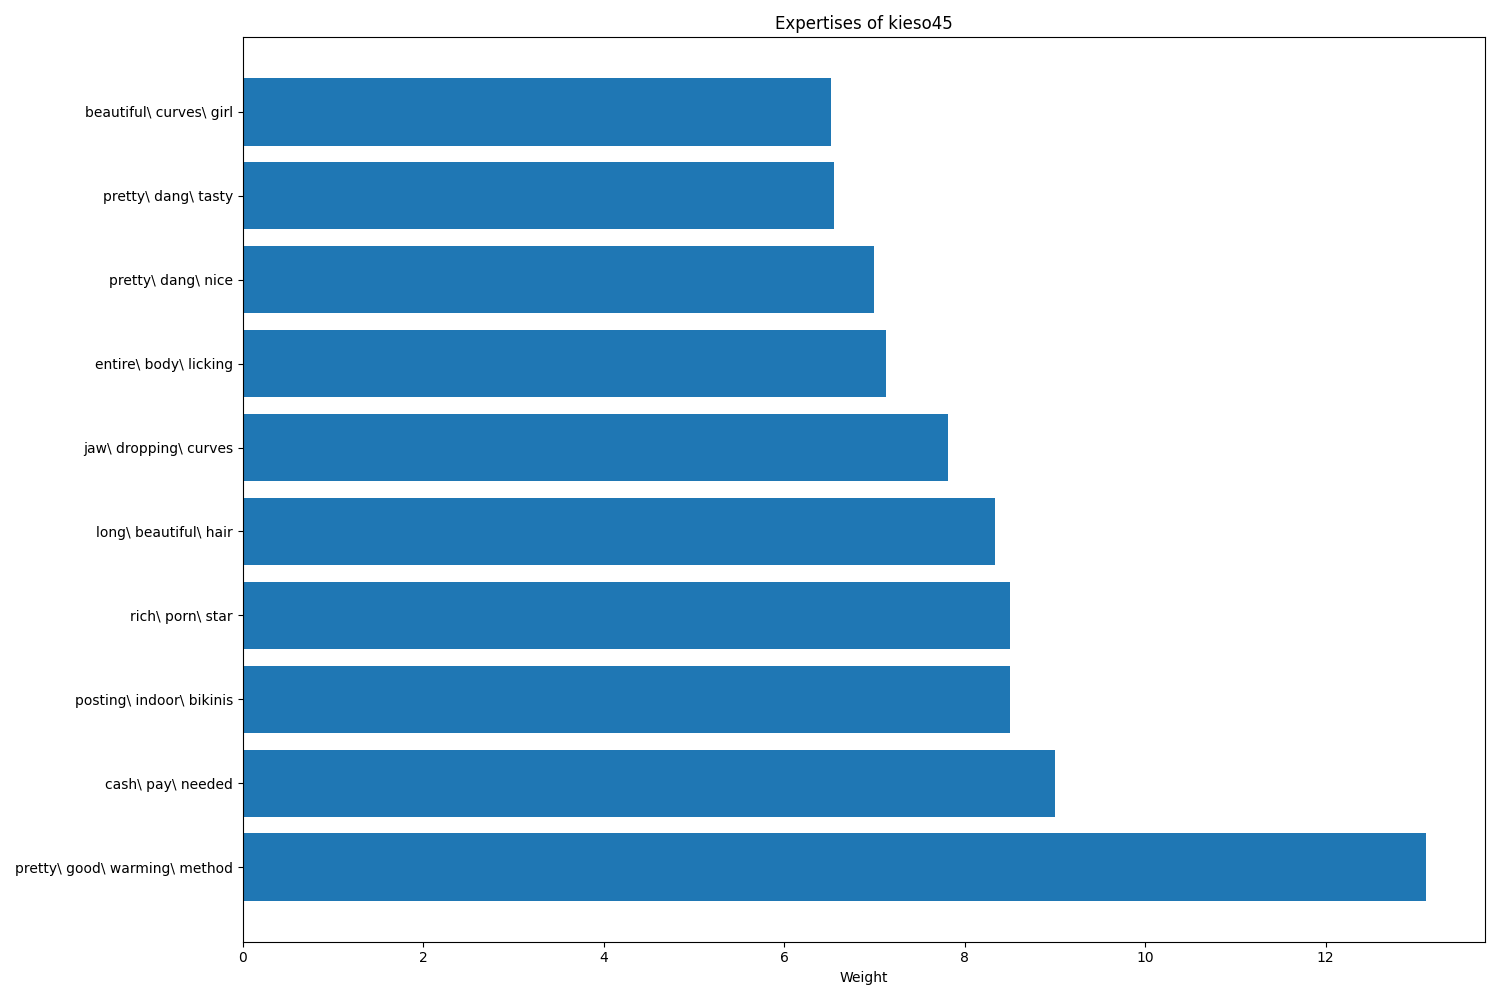 Expertises of kieso45
beautiful\ curves\ girl
pretty\ dang\ tasty
pretty\ dang\ nice
entire\ body\ licking
jaw\ dropping\ curves
long\ beautiful\ hair
rich\ porn\ star
posting\ indoor\ bikinis
cash\ pay\ needed
pretty\ good\ warming\ method
0 2 4 6 8 10 12
Weight